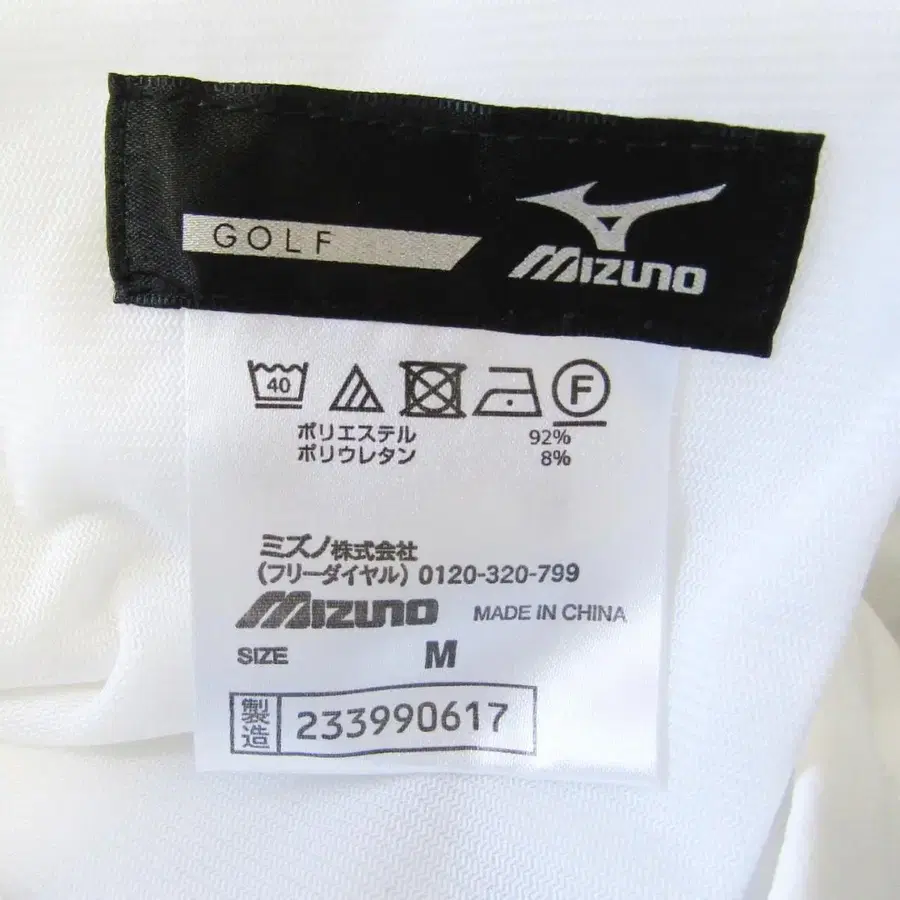 GOLF
MIZUNO
40
F
ポリエステル 92%
ポリウレタン 8%
ミズノ株式会社
(フリーダイヤル) 0120-320-799
MIZUNO MADE IN CHINA
SIZE M
製造 233990617